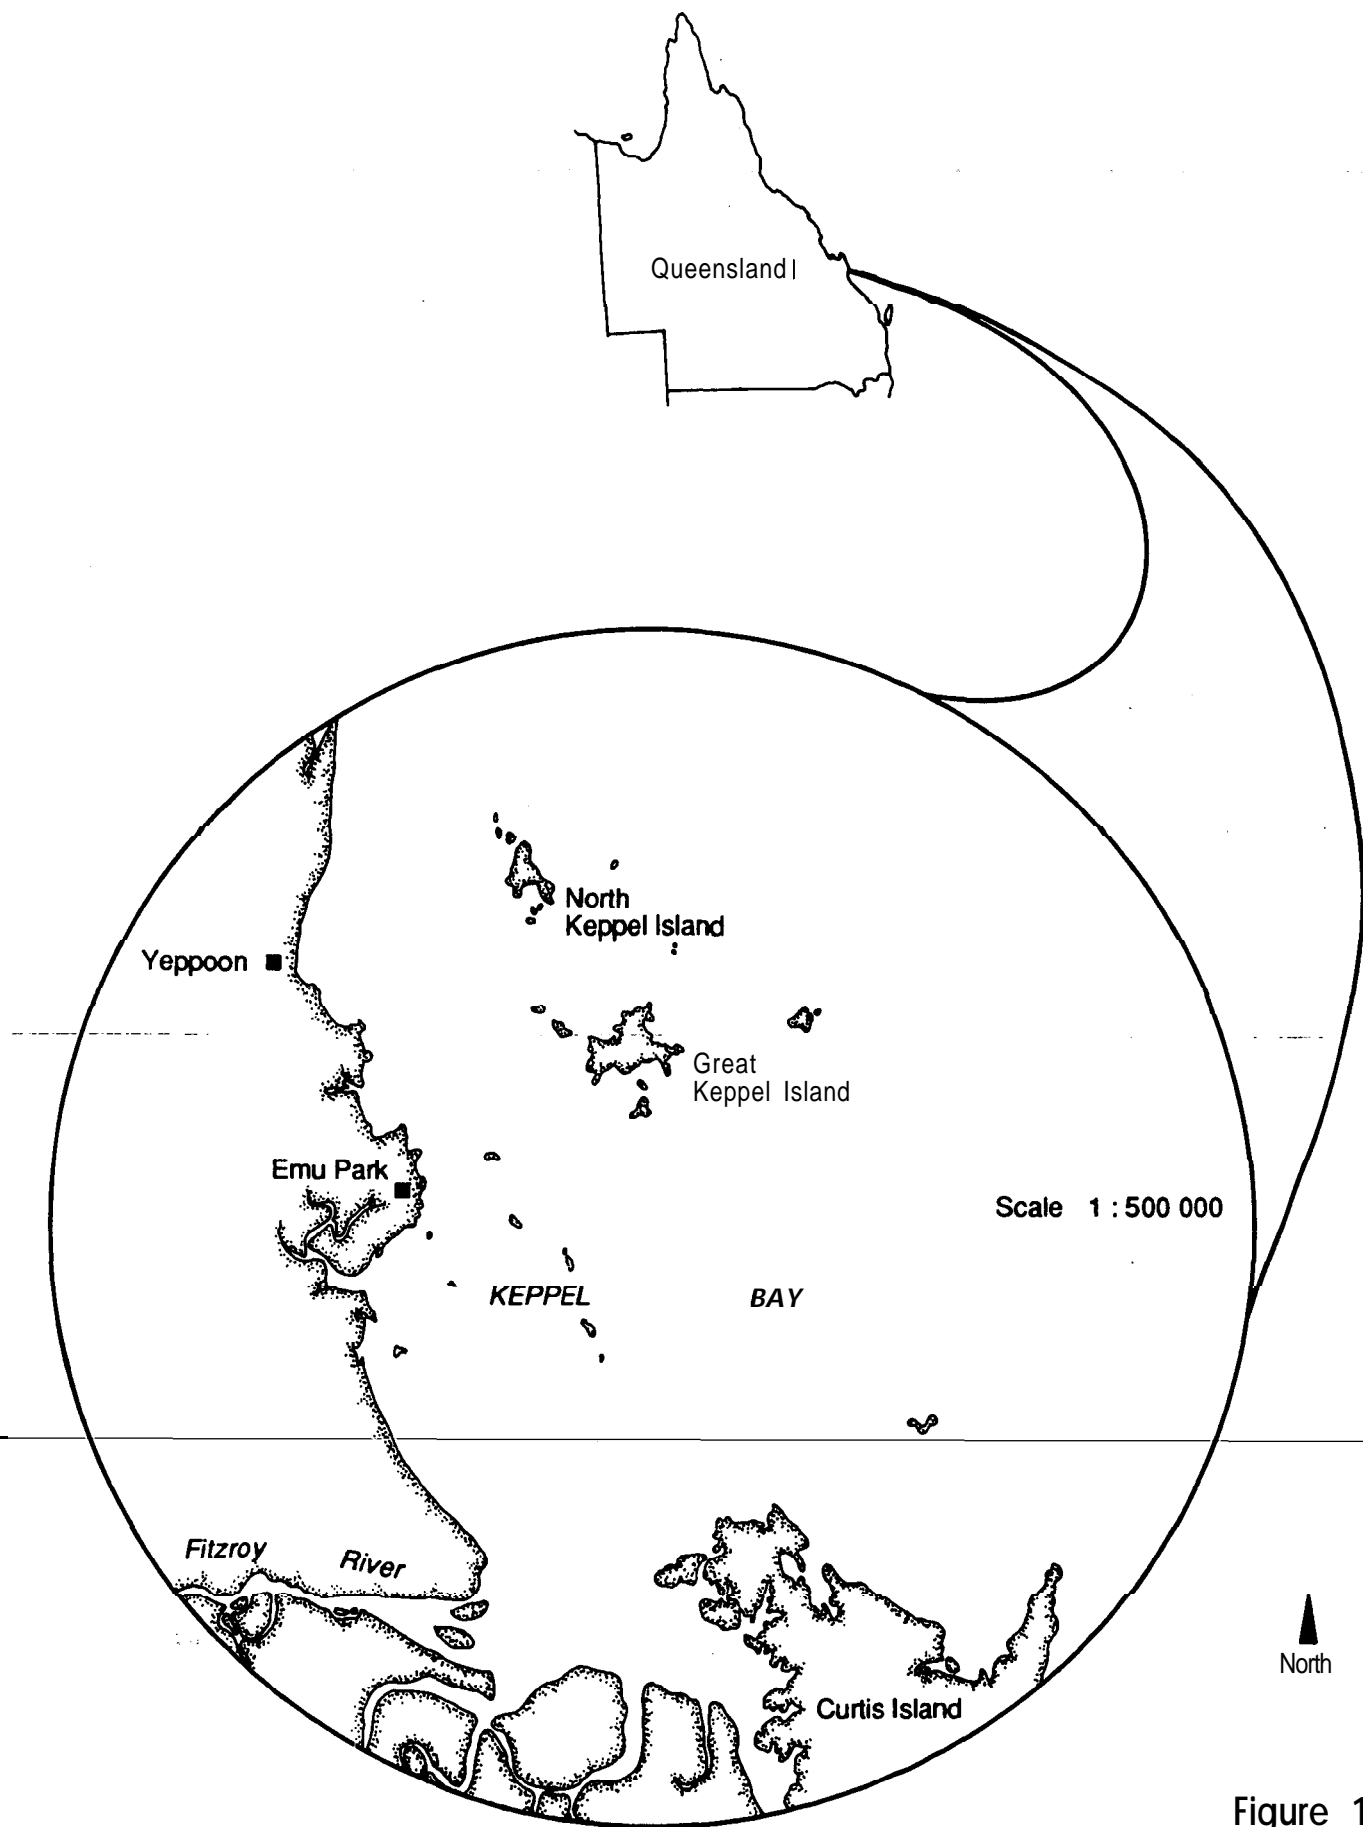 Queensland
North
Keppel Island
Yeppoon
Great
Keppel Island
Emu Park
Scale 1 : 500 000
KEPPEL BAY
Fitzroy River
North
Curtis Island
Figure 1